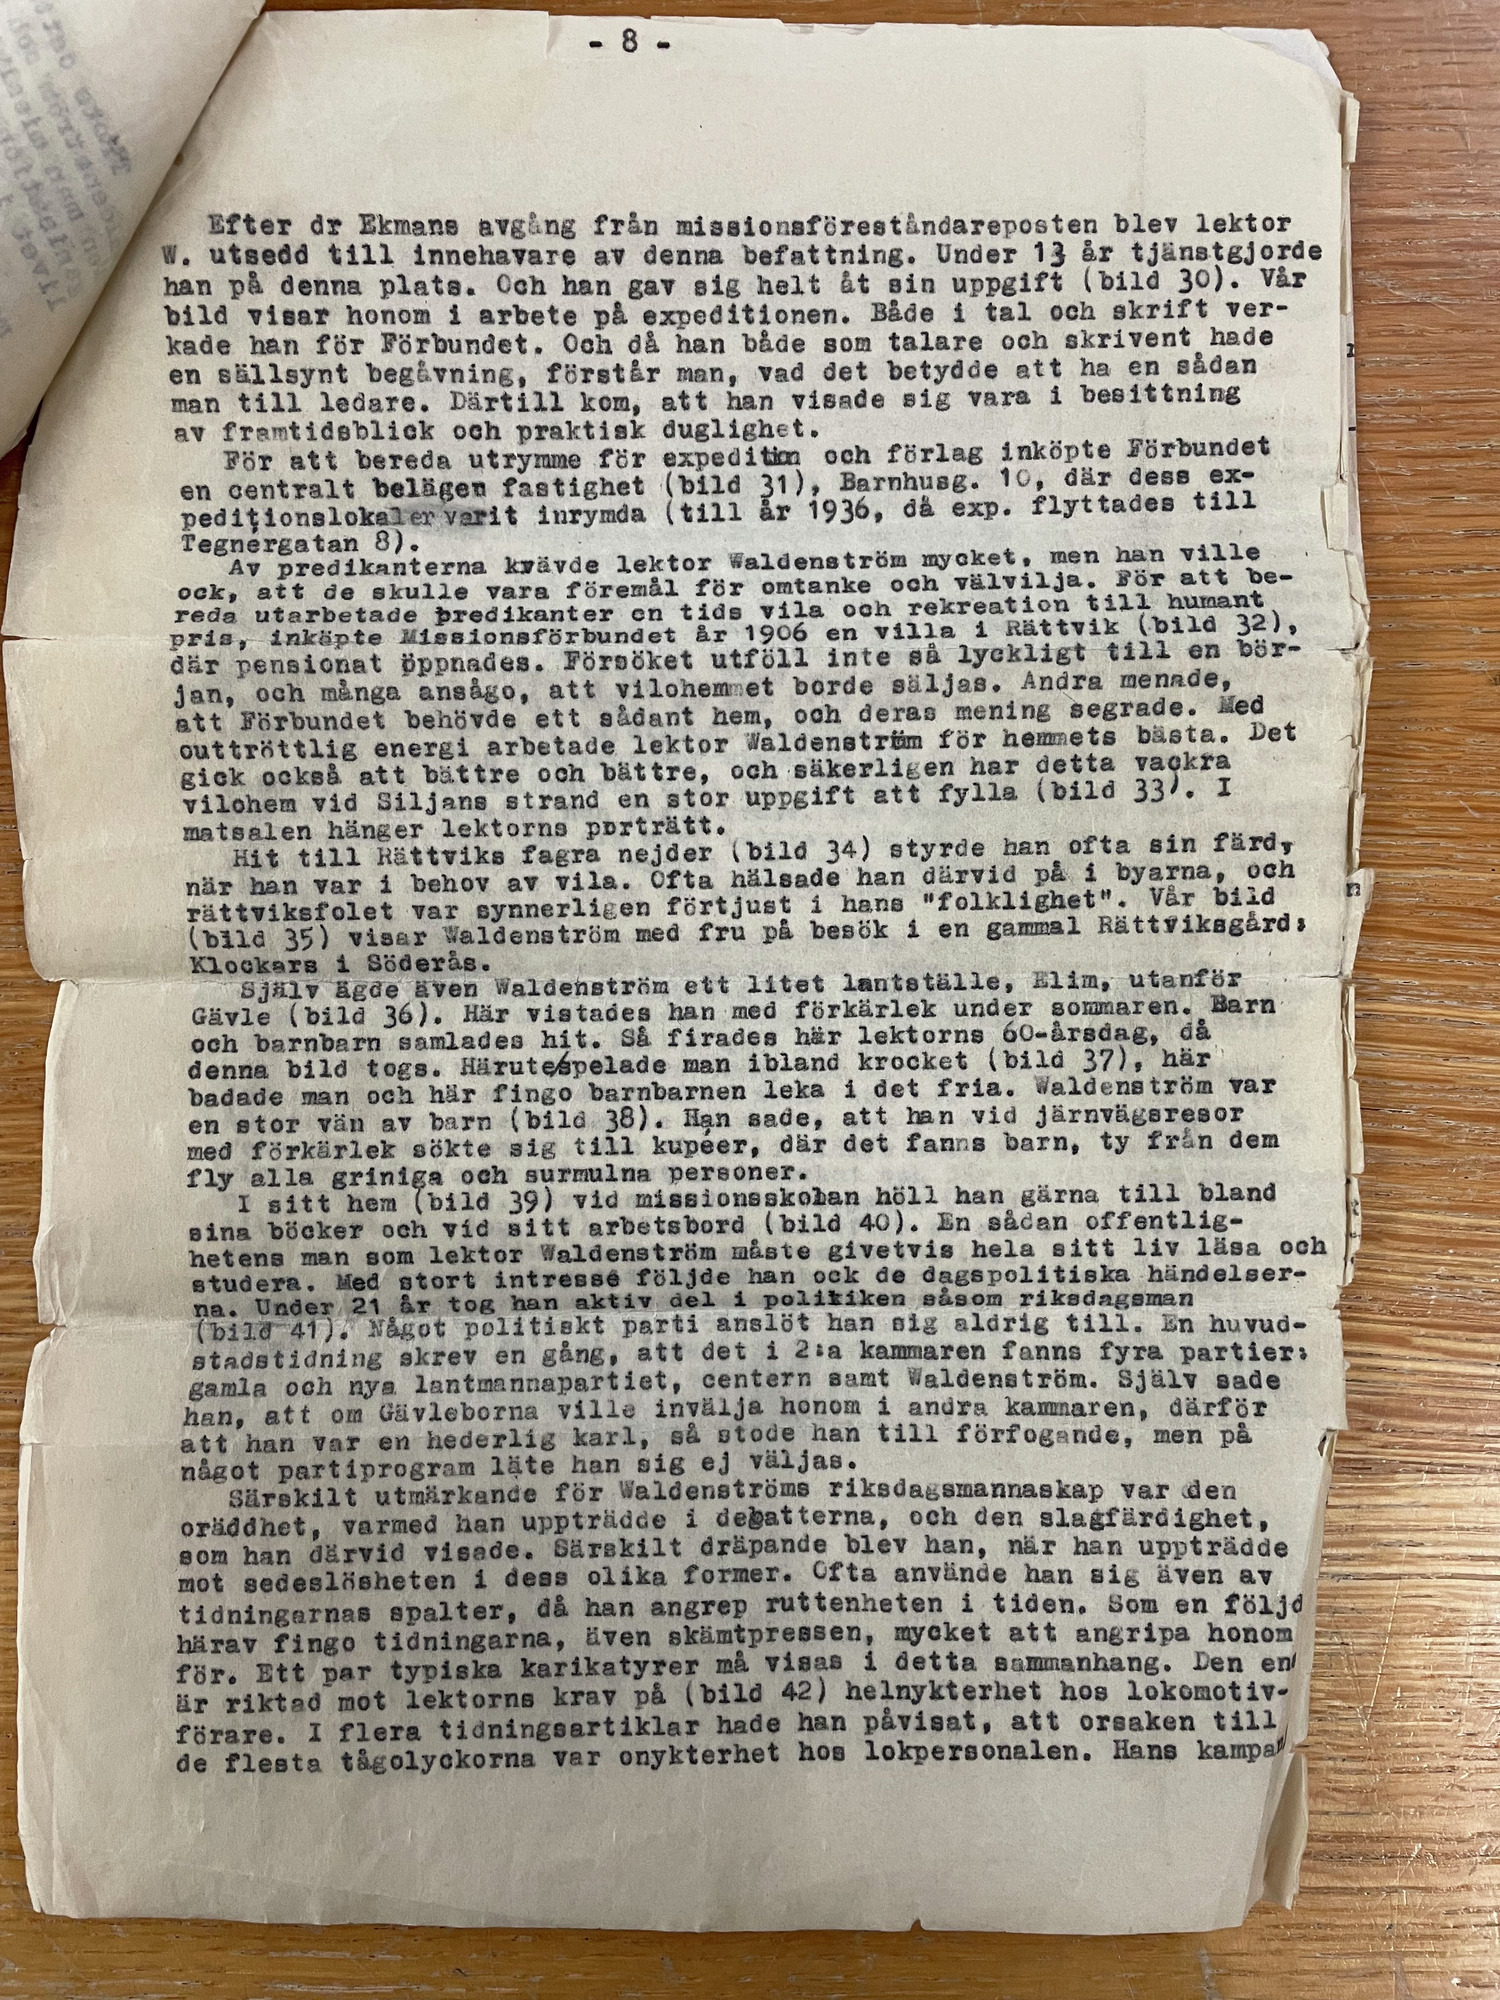 - 8 -
Efter dr Ekmans avgång från missionsföreståndareposten blev lektor
W. utsedd till innehavare av denna befattning. Under 13 år tjänstgjorde
han på denna plats. Och han gav sig helt åt sin uppgift (bild 30). Vår
bild visar honom i arbete på expeditionen. Både i tal och skrift ver-
kade han för Förbundet. Och då han både som talare och skrivent hade
en sällsynt begåvning, förstår man, vad det betydde att ha en sådan
man till ledare. Därtill kom, att han visade sig vara i besittning
av framtidsblick och praktisk duglighet.
För att bereda utrymme för expedition och förlag inköpte Förbundet
en centralt belägen fastighet (bild 31), Barnhusg. 10, där dess ex-
peditionslokaler varit inrymda (till år 1936, då exp. flyttades till
Tegnérgatan 8).
Av predikanterna krävde lektor Waldenström mycket, men han ville
ock, att de skulle vara föremål för omtanke och välvilja. För att be-
reda utarbetade predikanter en tids vila och rekreation till humant
pris, inköpte Missionsförbundet år 1906 en villa i Rättvik (bild 32),
där pensionat öppnades. Försöket utföll inte så lyckligt till en bör-
jan, och många ansågo, att vilohemmet borde säljas. Andra menade,
att Förbundet behövde ett sådant hem, och deras mening segrade. Med
outtröttlig energi arbetade lektor Waldenström för hemmets bästa. Det
gick också att bättre och bättre, och säkerligen har detta vackra
vilohem vid Siljans strand en stor uppgift att fylla (bild 33). I
matsalen hänger lektorns porträtt.
Hit till Rättviks fagra nejder (bild 34) styrde han ofta sin färd,
när han var i behov av vila. Ofta hälsade han därvid på i byarna, och
rättviksfolet var synnerligen förtjust i hans "folklighet". Vår bild
(bild 35) visar Waldenström med fru på besök i en gammal Rättviksgård:
Klockars i Söderås.
Själv ägde även Waldenström ett litet lantställe, Elim, utanför
Gävle (bild 36). Här vistades han med förkärlek under sommaren. Barn
och barnbarn samlades hit. Så firades här lektorns 60-årsdag, då
denna bild togs. Härute/spelade man ibland krocket (bild 37), här
badade man och här fingo barnbarnen leka i det fria. Waldenström var
en stor vän av barn (bild 38). Han sade, att han vid järnvägsresor
med förkärlek sökte sig till kupéer, där det fanns barn, ty från dem
fly alla griniga och surmulna personer.
I sitt hem (bild 39) vid missionsskolan höll han gärna till bland
sina böcker och vid sitt arbetsbord (bild 40). En sådan offentlig-
hetens man som lektor Waldenström måste givetvis hela sitt liv läsa och
studera. Med stort intresse följde han ock de dagspolitiska händelser-
na. Under 21 år tog han aktiv del i politiken såsom riksdagsman
(bild 41). Något politiskt parti anslöt han sig aldrig till. En huvud-
stadstidning skrev en gång, att det i 2:a kammaren fanns fyra partier:
gamla och nya lantmannapartiet, centern samt Waldenström. Själv sade
han, att om Gävleborna ville invälja honom i andra kammaren, därför
att han var en hederlig karl, så stode han till förfogande, men på
något partiprogram läte han sig ej väljas.
Särskilt utmärkande för Waldenströms riksdagsmannaskap var den
oräddhet, varmed han uppträdde i debatterna, och den slagfärdighet,
som han därvid visade. Särskilt dräpande blev han, när han uppträdde
mot sedeslösheten i dess olika former. Ofta använde han sig även av
tidningarnas spalter, då han angrep ruttenheten i tiden. Som en följd
härav fingo tidningarna, även skämtpressen, mycket att angripa honom
för. Ett par typiska karikatyrer må visas i detta sammanhang. Den en
är riktad mot lektorns krav på (bild 42) helnykterhet hos lokomotiv-
förare. I flera tidningsartiklar hade han påvisat, att orsaken till
de flesta tågolyckorna var onykterhet hos lokpersonalen. Hans kampan